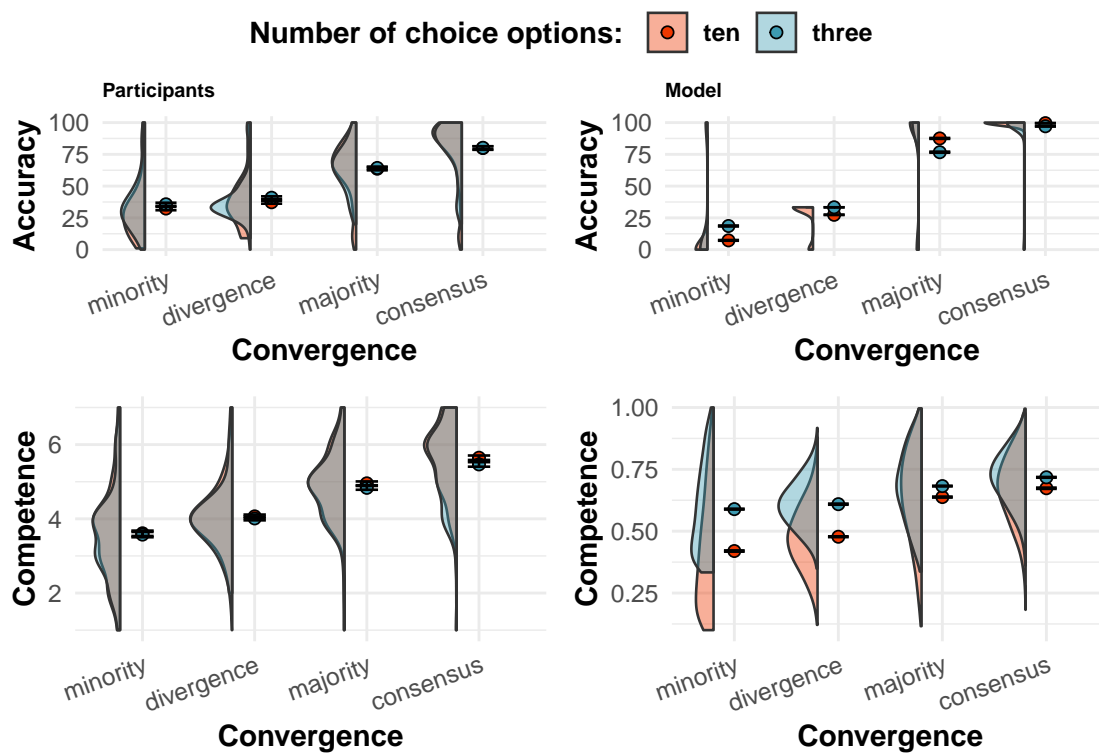 Number of choice options: ten three
Participants
Model
Accuracy
100
75
50
25
0
minority
divergence
majority
consensus
Convergence
Accuracy
100
75
50
25
0
minority
divergence
majority
consensus
Convergence
Competence
6
4
2
minority
divergence
majority
consensus
Convergence
Competence
1.00
0.75
0.50
0.25
minority
divergence
majority
consensus
Convergence